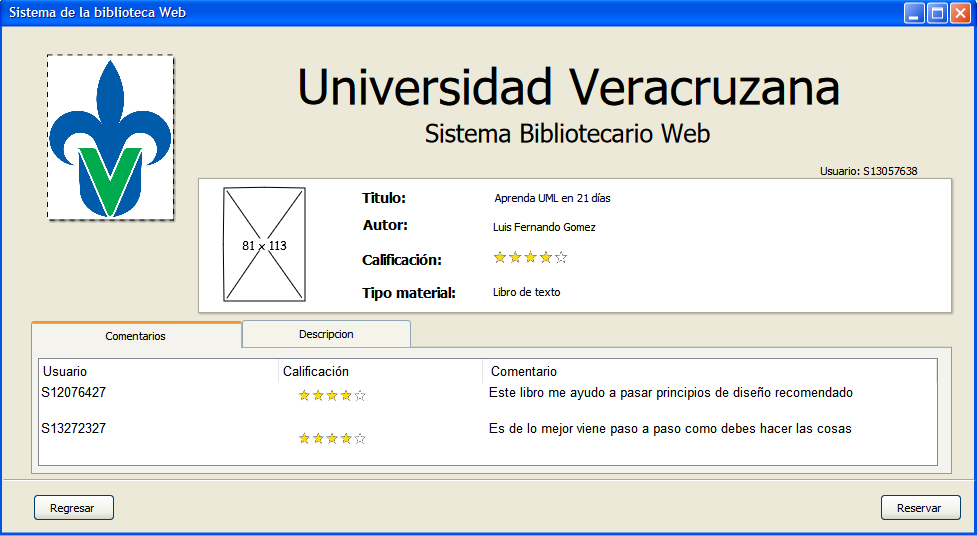 Sistema de la biblioteca Web
Universidad Veracruzana
Sistema Bibliotecario Web
Usuario: S13057638
81 x 113
Titulo: Aprenda UML en 21 días
Autor: Luis Fernando Gomez
Calificación:
Tipo material: Libro de texto
Comentarios Descripcion
Usuario Calificación Comentario
S12076427 Este libro me ayudo a pasar principios de diseño recomendado
S13272327 Es de lo mejor viene paso a paso como debes hacer las cosas
Regresar Reservar